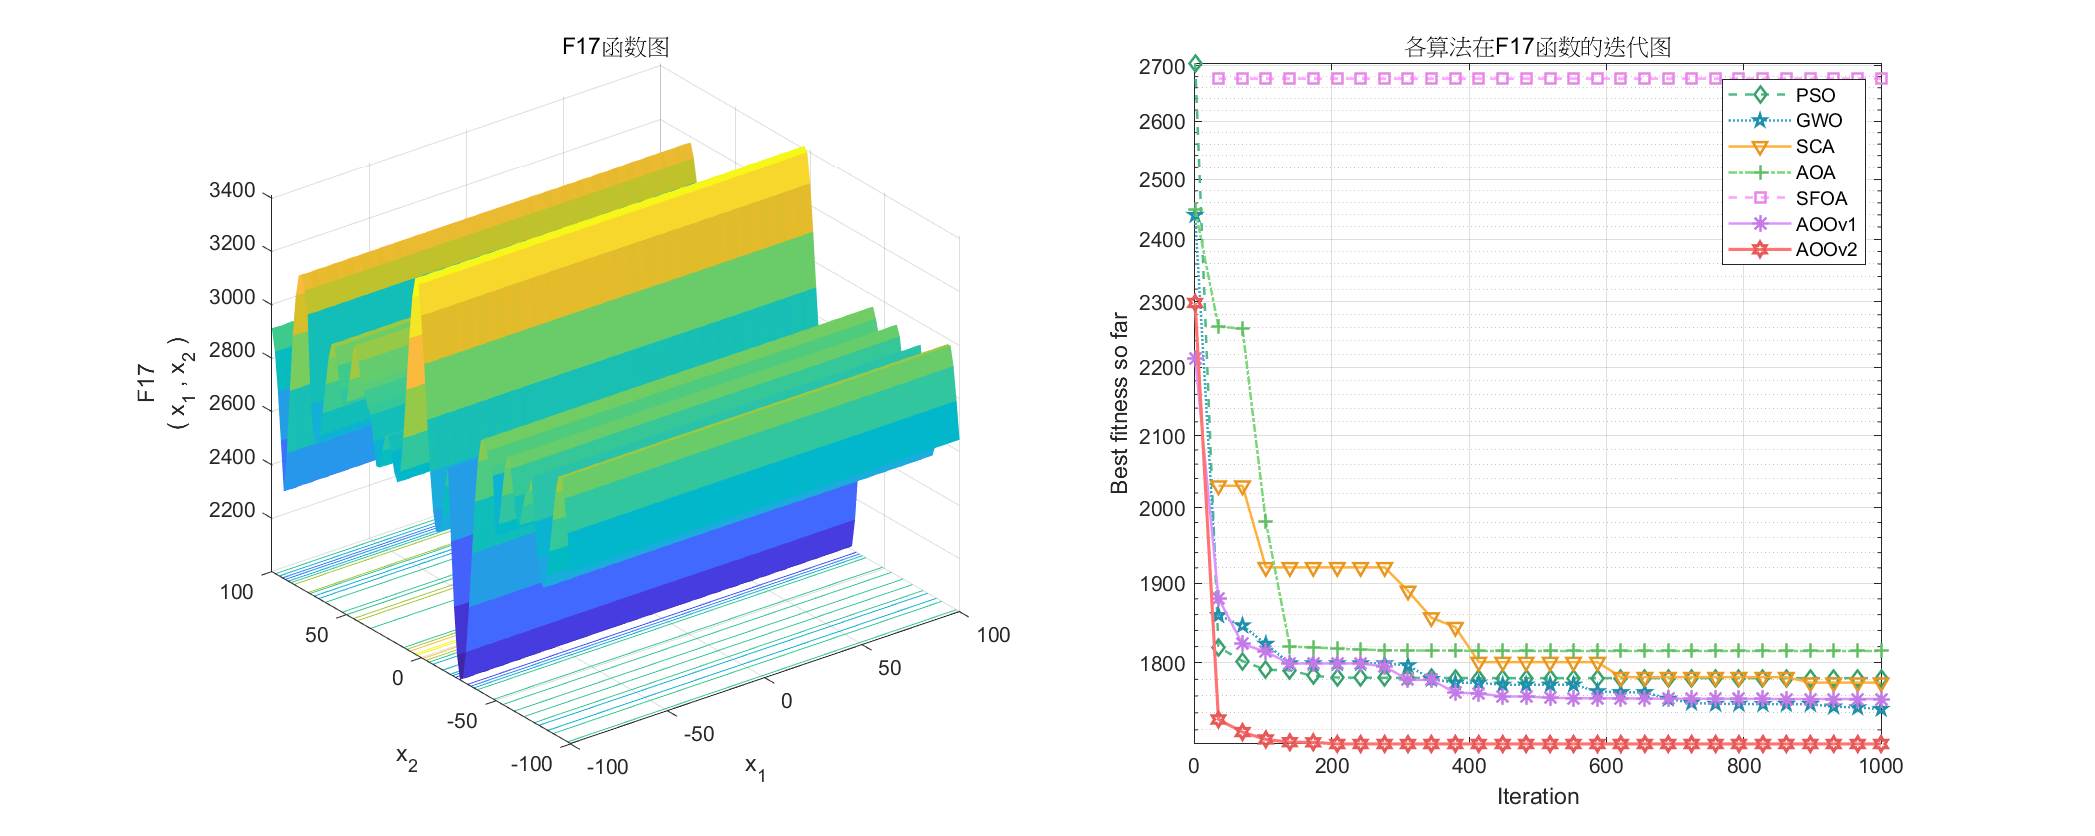 F17函数图
3400
3200
3000
2800
2600
2400
2200
F17
( x1 , x2 )
100
50
0
-50
-100
x2
-100
-50
0
50
100
x1
各算法在F17函数的迭代图
2700
2600
2500
2400
2300
2200
2100
2000
1900
1800
Best fitness so far
0
200
400
600
800
1000
Iteration
PSO
GWO
SCA
AOA
SFOA
AOOv1
AOOv2